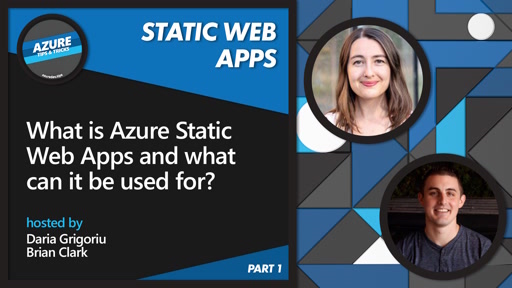 AZURE
TIPS & TRICKS
STATIC WEB
APPS
What is Azure Static
Web Apps and what
can it be used for?
hosted by
Daria Grigoriu
Brian Clark
PART 1